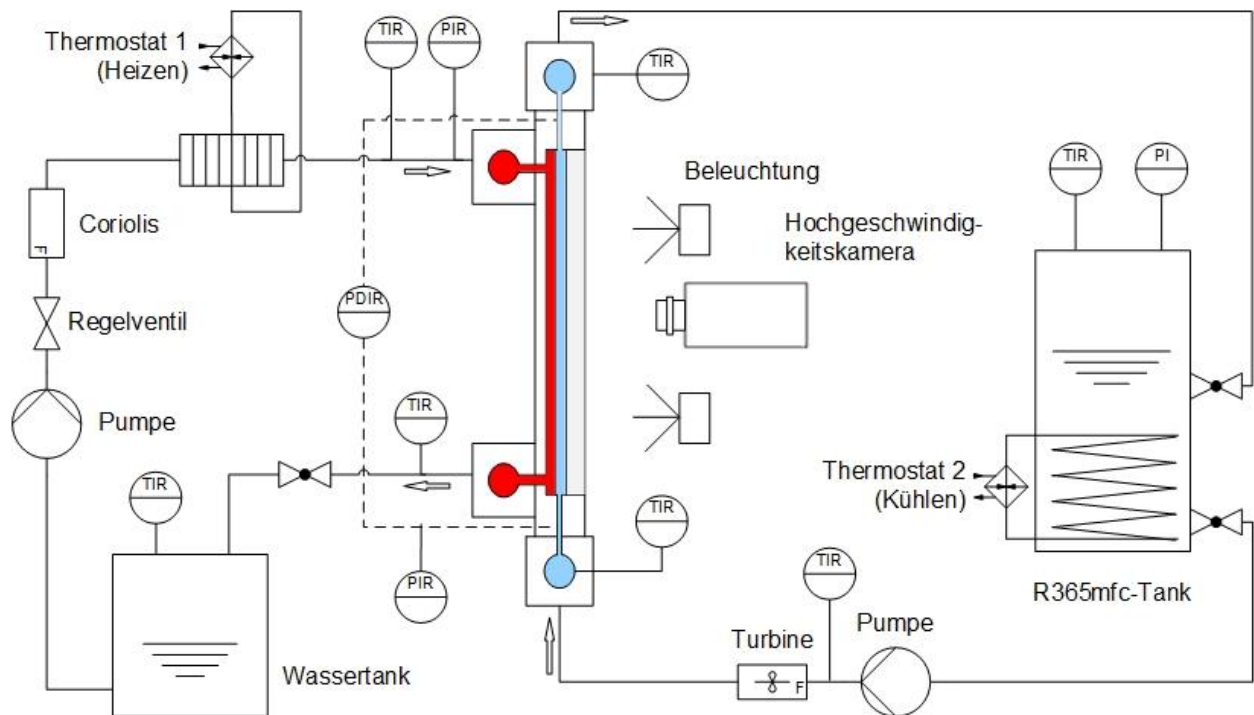 Thermostat 1
(Heizen)
TIR
PIR
TIR
Coriolis
F
Beleuchtung
Hochgeschwindig-
keitskamera
TIR
PI
PDIR
Regelventil
Pumpe
TIR
TIR
TIR
Thermostat 2
(Kühlen)
PIR
TIR
R365mfc-Tank
Turbine
Pumpe
F
Wassertank